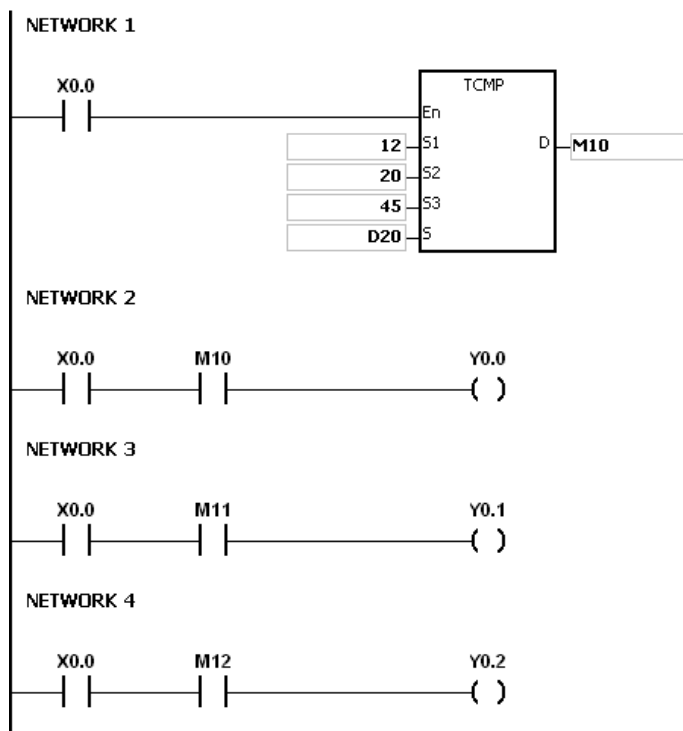 NETWORK 1
X0.0
TCMP
En
12 S1 D M10
20 S2
45 S3
D20 S
NETWORK 2
X0.0 M10 Y0.0
NETWORK 3
X0.0 M11 Y0.1
NETWORK 4
X0.0 M12 Y0.2